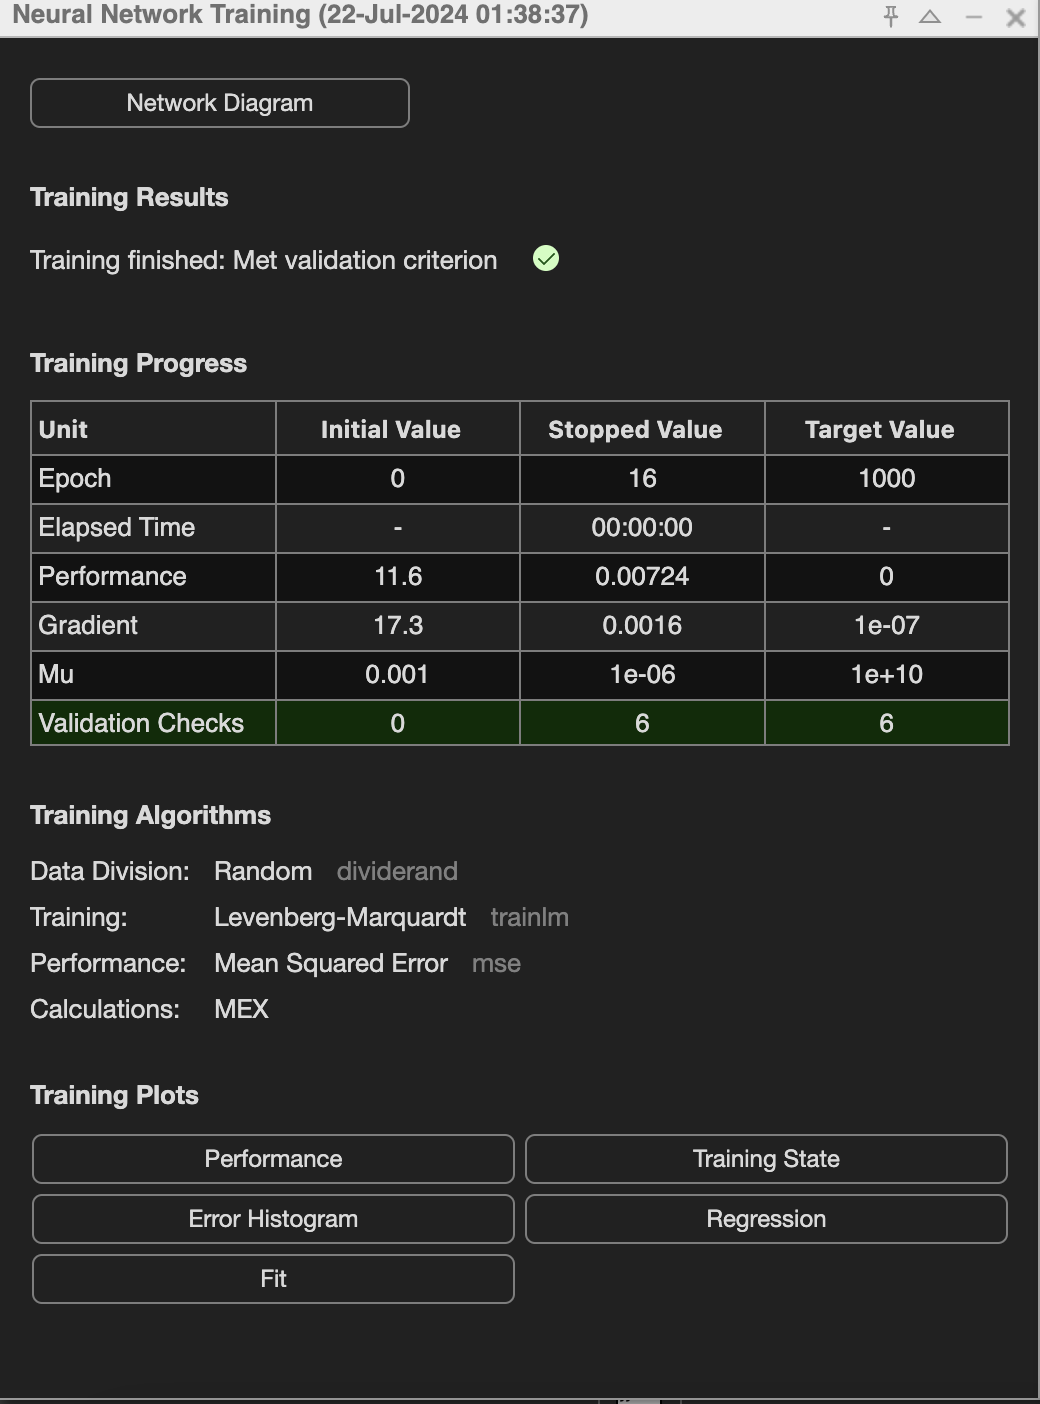 Neural Network Training (22-Jul-2024 01:38:37)
Network Diagram
Training Results
Training finished: Met validation criterion
Training Progress
Unit Initial Value Stopped Value Target Value
Epoch 0 16 1000
Elapsed Time - 00:00:00 -
Performance 11.6 0.00724 0
Gradient 17.3 0.0016 1e-07
Mu 0.001 1e-06 1e+10
Validation Checks 0 6 6
Training Algorithms
Data Division: Random dividerand
Training: Levenberg-Marquardt trainlm
Performance: Mean Squared Error mse
Calculations: MEX
Training Plots
Performance Training State
Error Histogram Regression
Fit